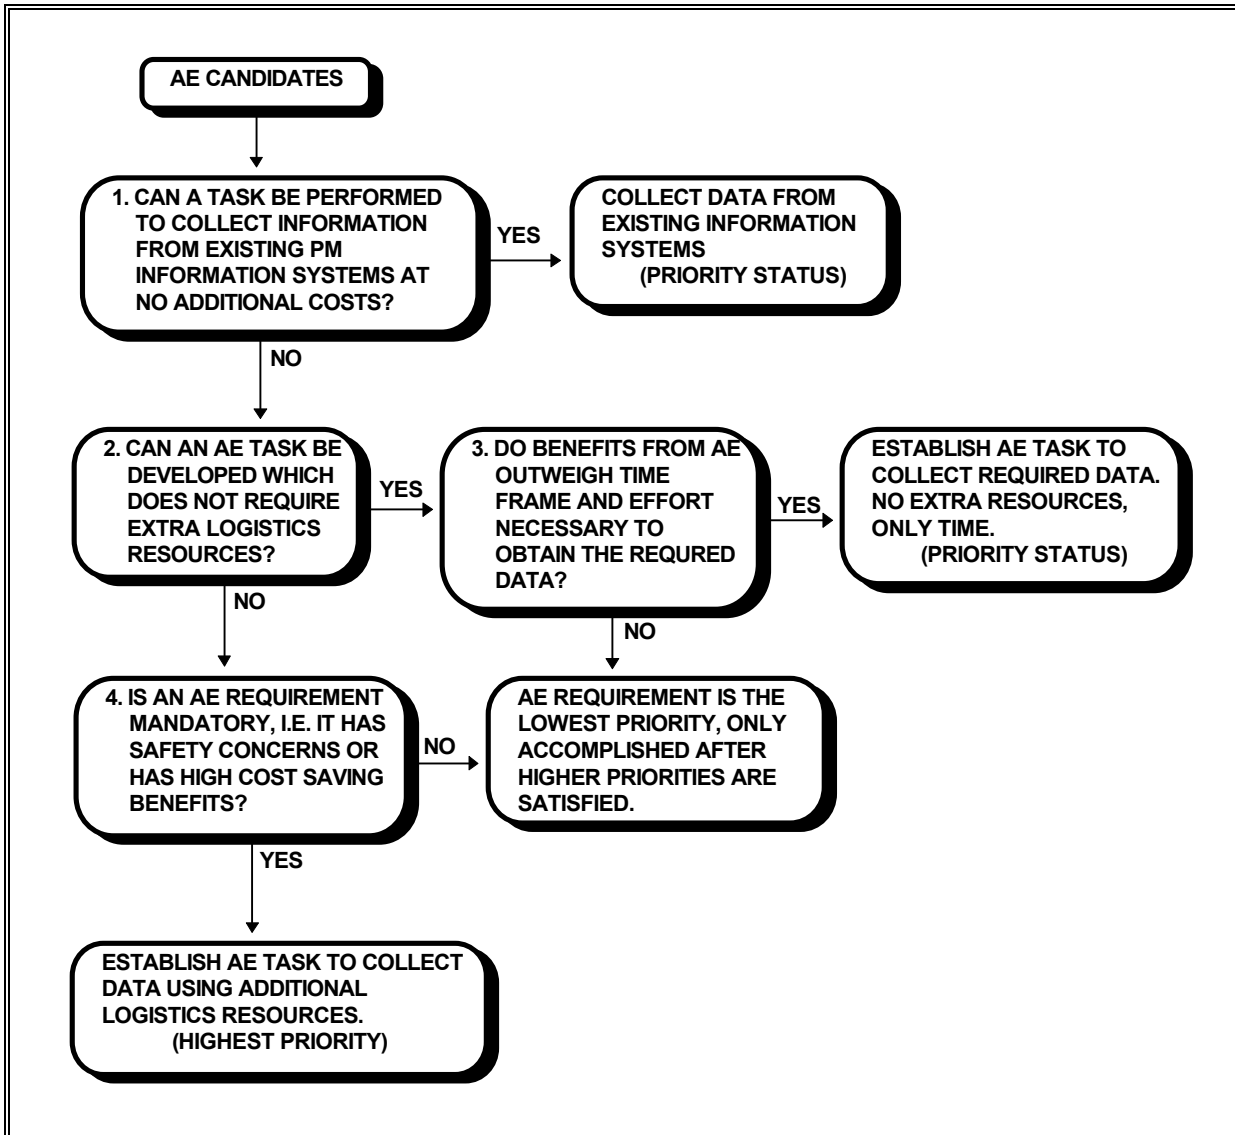 AE CANDIDATES
1. CAN A TASK BE PERFORMED
TO COLLECT INFORMATION
FROM EXISTING PM
INFORMATION SYSTEMS AT
NO ADDITIONAL COSTS?
YES
COLLECT DATA FROM
EXISTING INFORMATION
SYSTEMS
(PRIORITY STATUS)
NO
2. CAN AN AE TASK BE
DEVELOPED WHICH
DOES NOT REQUIRE
EXTRA LOGISTICS
RESOURCES?
YES
3. DO BENEFITS FROM AE
OUTWEIGH TIME
FRAME AND EFFORT
NECESSARY TO
OBTAIN THE REQURED
DATA?
YES
ESTABLISH AE TASK TO
COLLECT REQUIRED DATA.
NO EXTRA RESOURCES,
ONLY TIME.
(PRIORITY STATUS)
NO
NO
4. IS AN AE REQUIREMENT
MANDATORY, I.E. IT HAS
SAFETY CONCERNS OR
HAS HIGH COST SAVING
BENEFITS?
NO
AE REQUIREMENT IS THE
LOWEST PRIORITY, ONLY
ACCOMPLISHED AFTER
HIGHER PRIORITIES ARE
SATISFIED.
YES
ESTABLISH AE TASK TO COLLECT
DATA USING ADDITIONAL
LOGISTICS RESOURCES.
(HIGHEST PRIORITY)